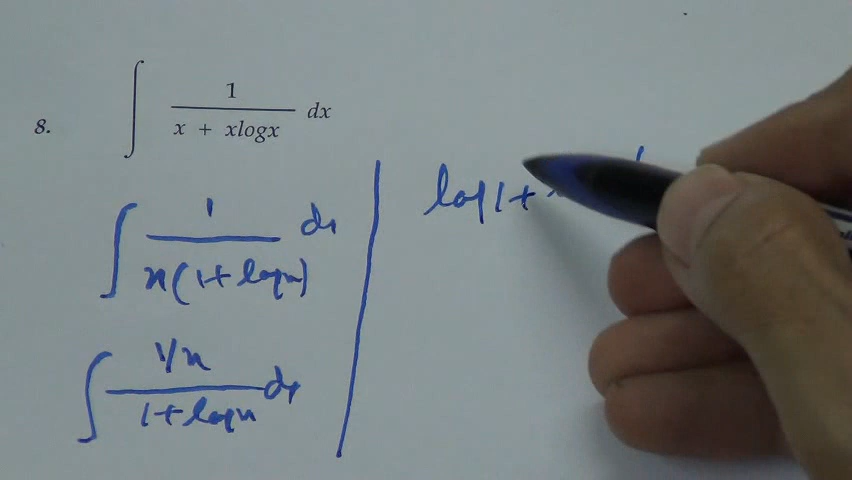 8. ∫ 1 / (x + xlogx) dx
∫ 1 / x(1 + logx) dx
∫ 1/x / (1 + logx) dx
log 1 +